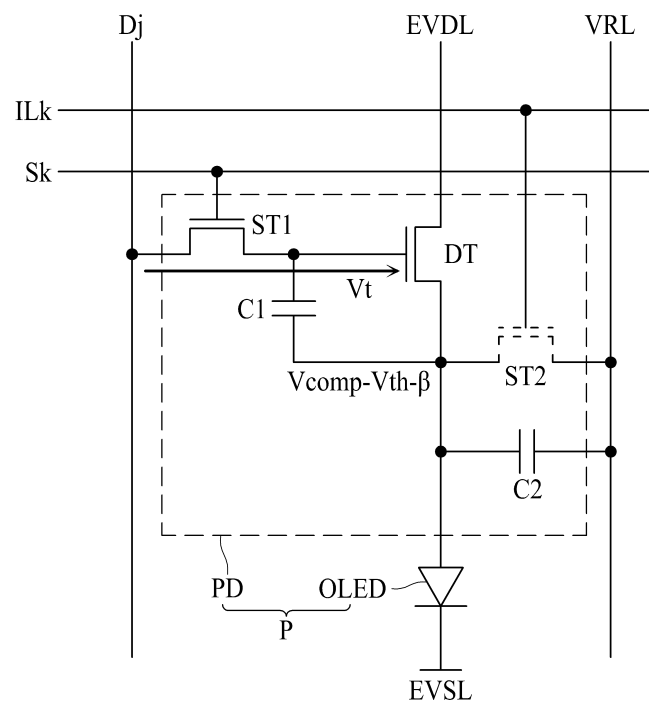 Dj EVDL VRL
ILk
Sk
ST1
DT
Vt
C1
ST2
Vcomp-Vth-β
C2
PD OLED
P
EVSL